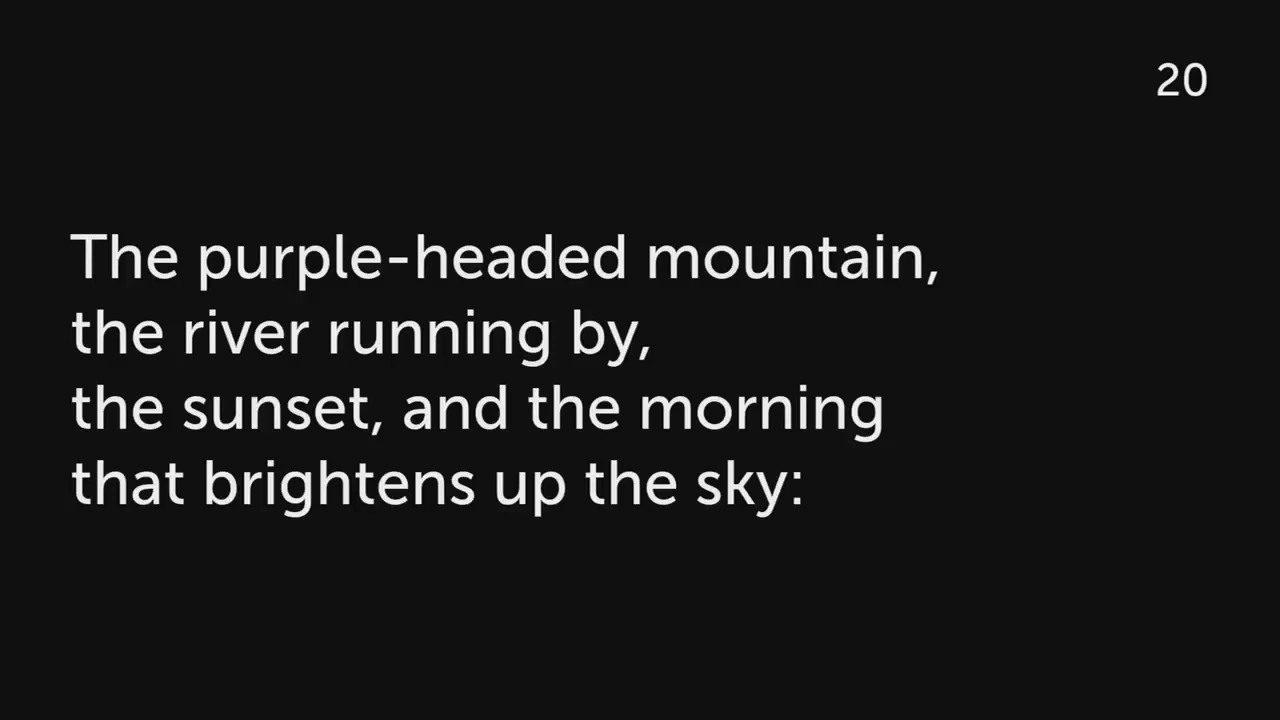 20
The purple-headed mountain,
the river running by,
the sunset, and the morning
that brightens up the sky: